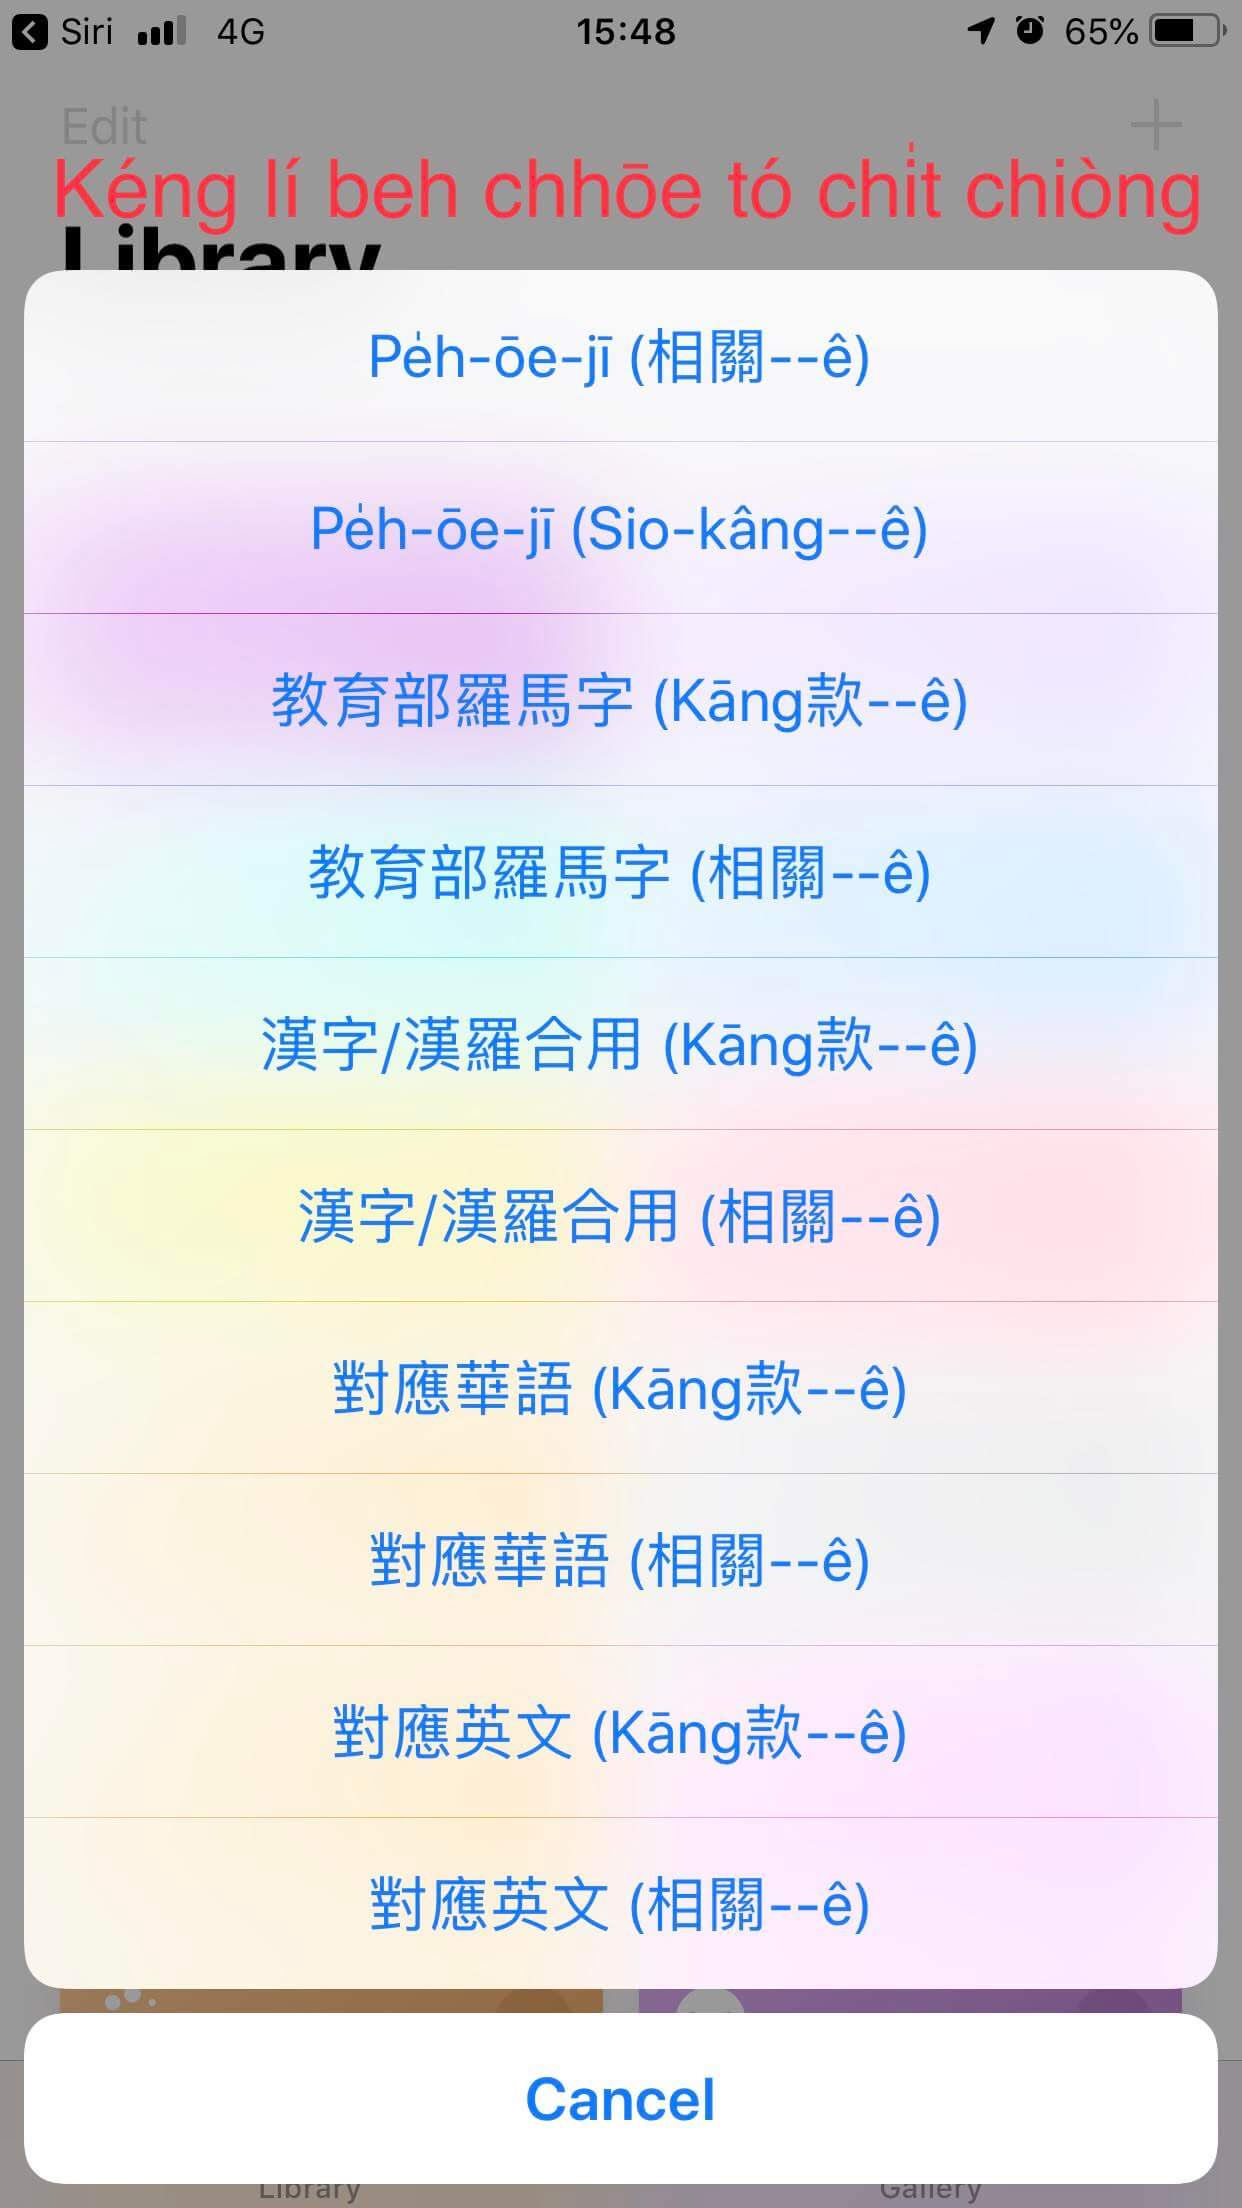 Siri 4G 15:48 65%
Edit
Kéng lí beh chhōe tó chi̍t chiòng
Library
Pe̍h-ōe-jī (相關--ê)
Pe̍h-ōe-jī (Sio-kâng--ê)
教育部羅馬字 (Kāng款--ê)
教育部羅馬字 (相關--ê)
漢字/漢羅合用 (Kāng款--ê)
漢字/漢羅合用 (相關--ê)
對應華語 (Kāng款--ê)
對應華語 (相關--ê)
對應英文 (Kāng款--ê)
對應英文 (相關--ê)
Cancel
Library Gallery